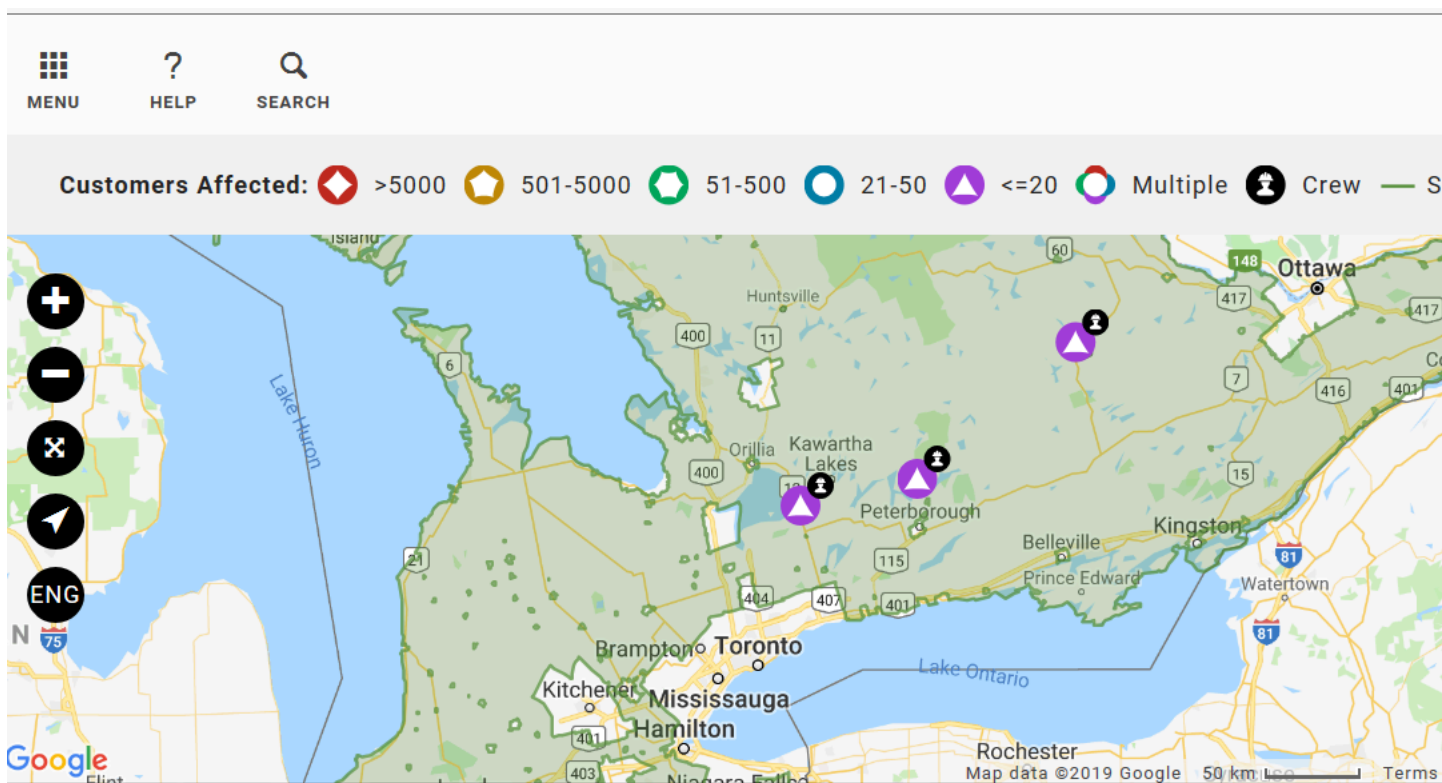 MENU HELP SEARCH
Customers Affected: >5000 501-5000 51-500 21-50 <=20 Multiple Crew S
Island
60
148
Ottawa
417
417
Huntsville
400
11
6
7
416
401
Lake Huron
Orillia
Kawartha
Lakes
400
15
Peterborough
Kingston
Belleville
21
115
81
Prince Edward
Watertown
ENG
404
407
401
N
75
81
Brampton
Toronto
Lake Ontario
Kitchener
Mississauga
401
Hamilton
Rochester
Google
Flint
403
Niagara Falls
Map data ©2019 Google 50 km Terms